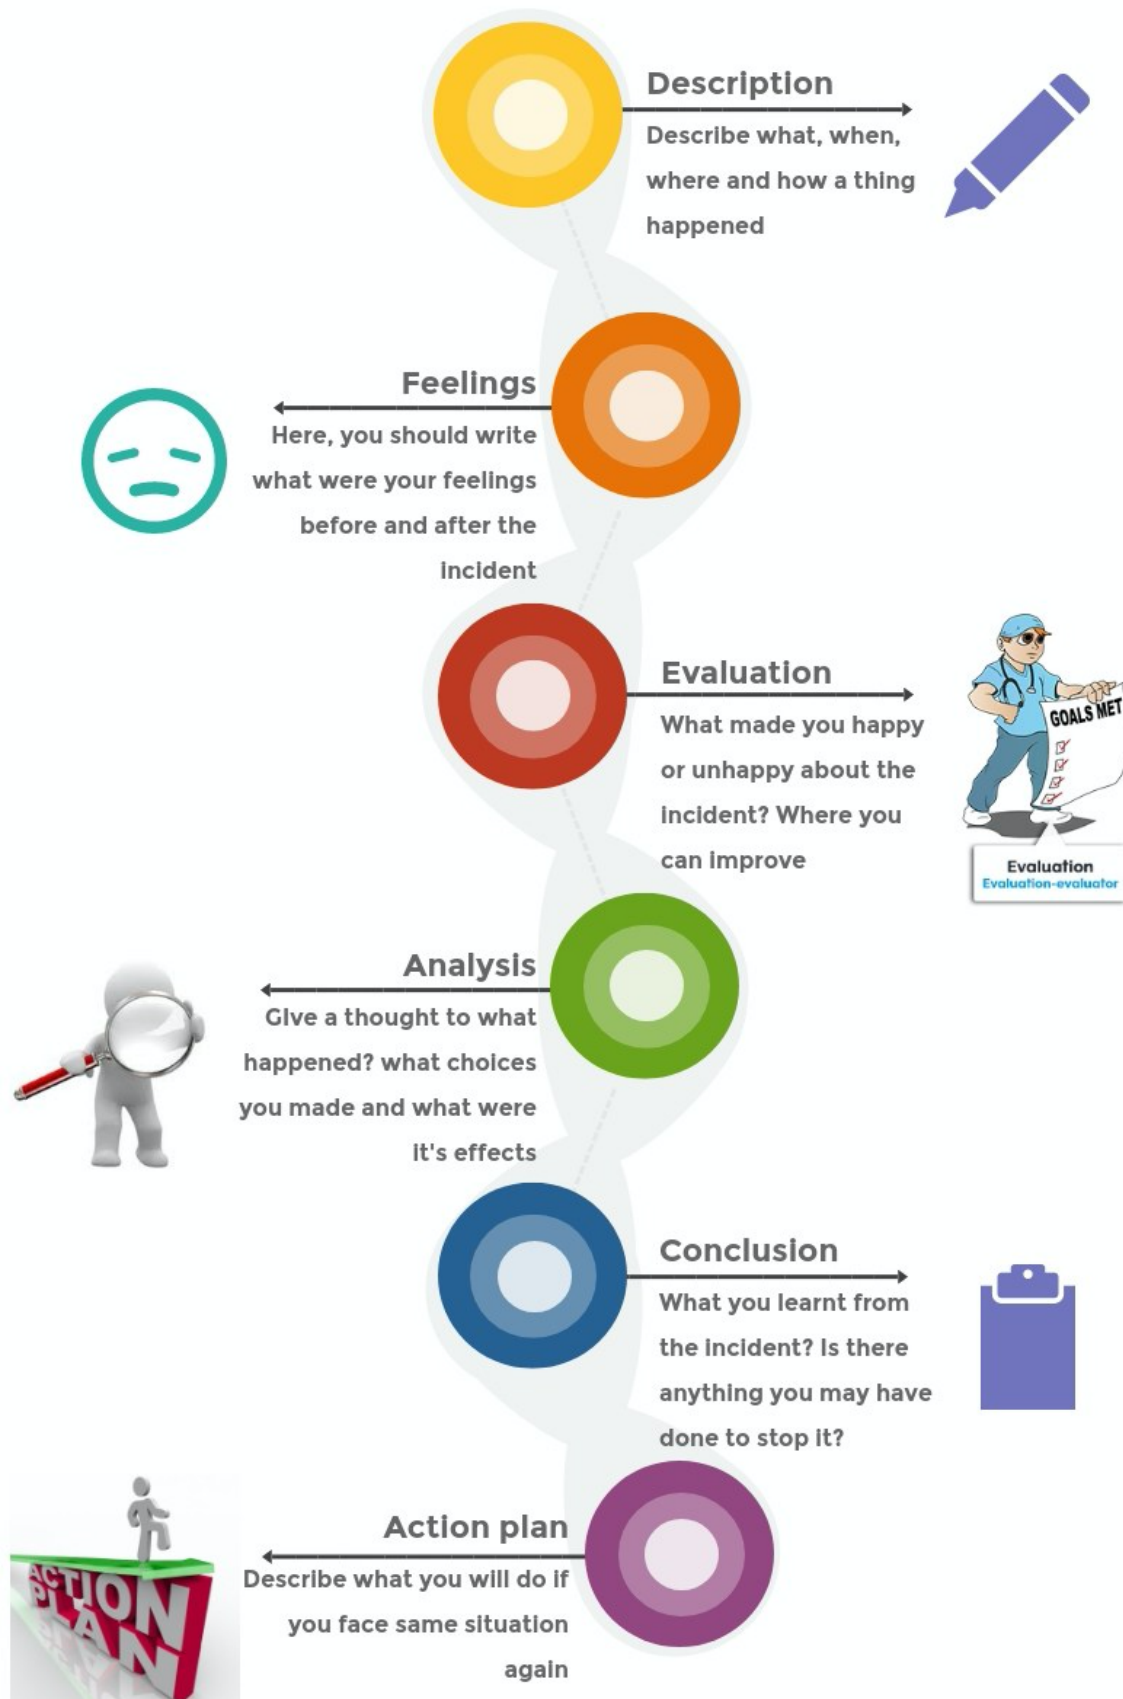 Description
Describe what, when,
where and how a thing
happened
Feelings
Here, you should write
what were your feelings
before and after the
incident
Evaluation
What made you happy
or unhappy about the
incident? Where you
can improve
GOALS MET
Evaluation
Evaluation-evaluator
Analysis
Give a thought to what
happened? what choices
you made and what were
it's effects
Conclusion
What you learnt from
the incident? Is there
anything you may have
done to stop it?
Action plan
Describe what you will do if
you face same situation
again
ACTION
PLAN